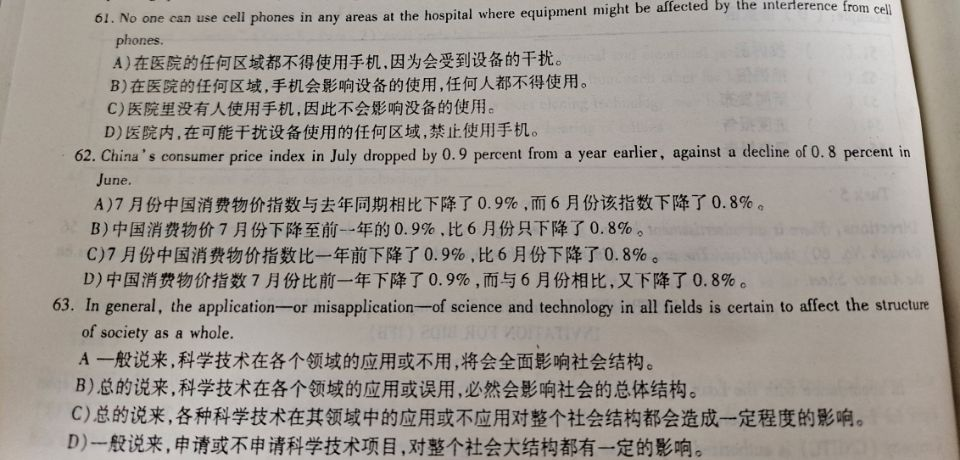 61. No one can use cell phones in any areas at the hospital where equipment might be affected by the interference from cell
phones.
A)在医院的任何区域都不得使用手机,因为会受到设备的干扰。
B)在医院的任何区域,手机会影响设备的使用,任何人都不得使用。
C)医院里没有人使用手机,因此不会影响没备的使用。
D)医院内,在可能干扰设备使用的任何区域,禁止使用手机。
62. China's consumer price index in July dropped by 0.9 percent from a year earlier, against a decline of 0.8 percent in
June.
A)7月份中国消费物价指数与去年同期相比下降了0.9%,而6月份该指数下降了0.8%。
B)中国消费物价7月份下降至前一年的0.9%,比6月份只下降了0.8%。
C)7月份中国消费物价指数比一年前下降了0.9%,比6月份下降了0.8%。
D)中国消费物价指数7月份比前一年下降了0.9%,而与6月份相比,又下降了0.8%。
63. In general, the application—or misapplication—of science and technology in all fields is certain to affect the structure
of society as a whole.
A 一般说来,科学技术在各个领域的应用或不用,将会全面影响社会结构。
B)总的说来,科学技术在各个领域的应用或误用,必然会影响社会的总体结构。
C)总的说来,各种科学技术在其领域中的应用或不应用对整个社会结构都会造成一定程度的影响。
D)一般说来,申请或不申请科学技术项目,对整个社会大结构都有一定的影响。